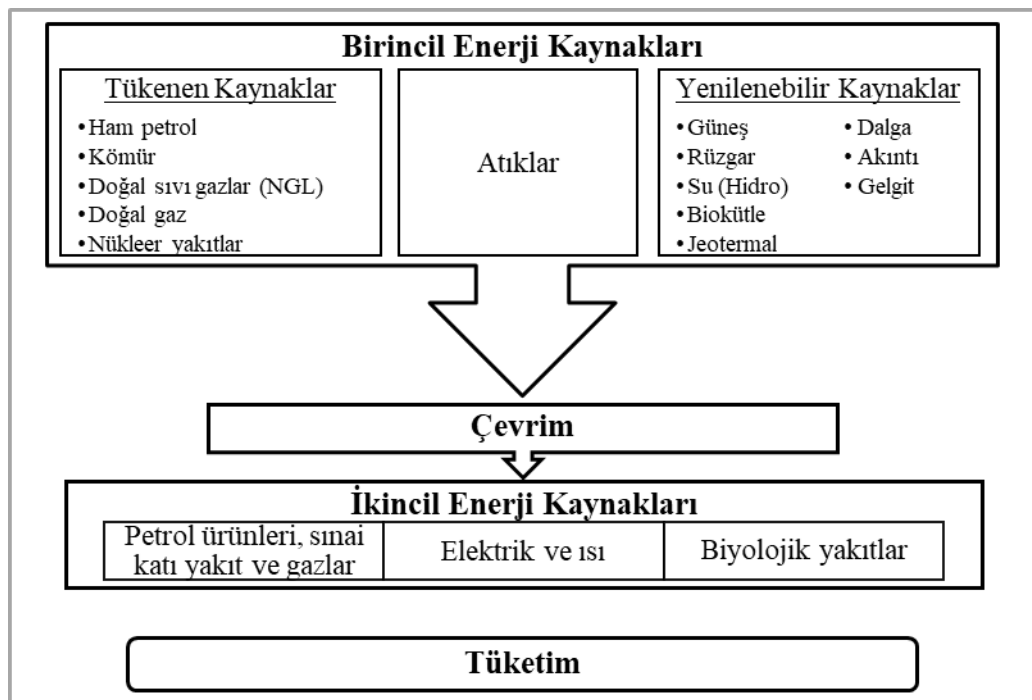 Birincil Enerji Kaynakları
Tükenen Kaynaklar
• Ham petrol
• Kömür
• Doğal sıvı gazlar (NGL)
• Doğal gaz
• Nükleer yakıtlar
Atıklar
Yenilenebilir Kaynaklar
• Güneş
• Rüzgar
• Su (Hidro)
• Biokütle
• Jeotermal
• Dalga
• Akıntı
• Gelgit
Çevrim
İkincil Enerji Kaynakları
Petrol ürünleri, sınai
katı yakıt ve gazlar
Elektrik ve ısı
Biyolojik yakıtlar
Tüketim